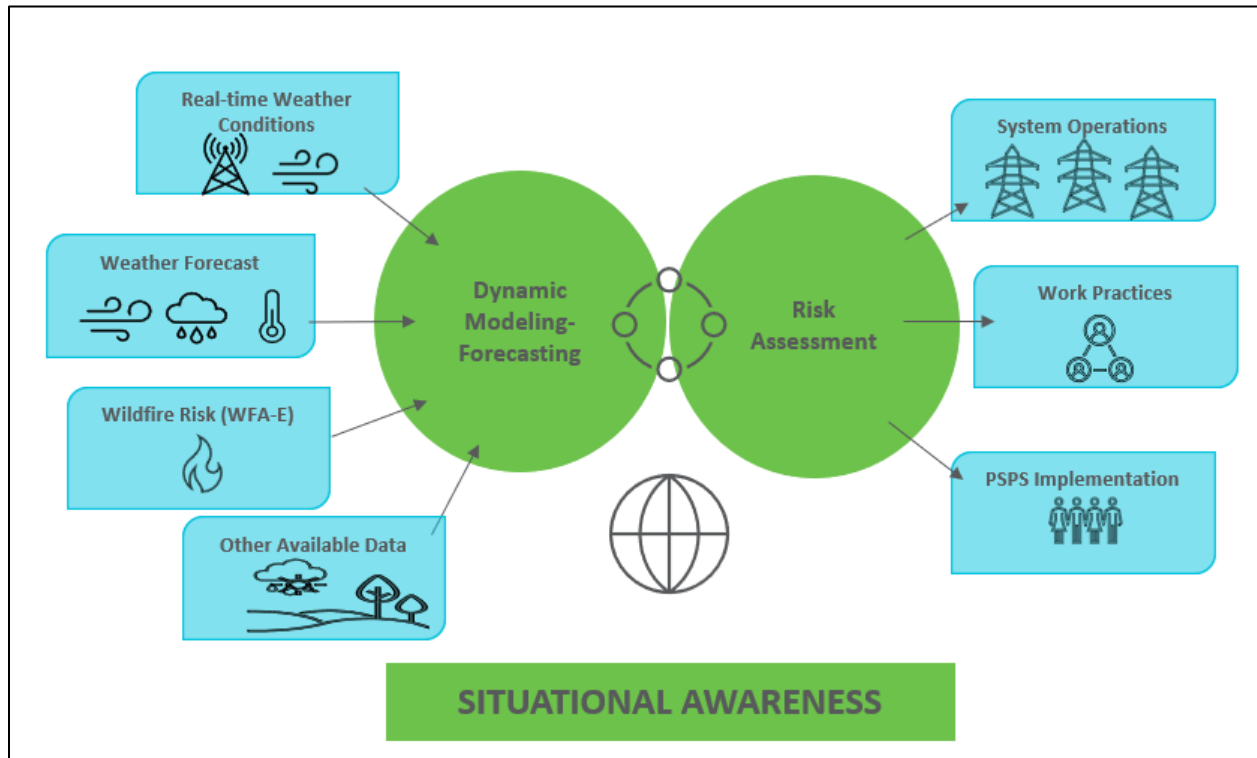 Real-time Weather
Conditions
Weather Forecast
Wildfire Risk (WFA-E)
Other Available Data
Dynamic
Modeling-
Forecasting
Risk
Assessment
System Operations
Work Practices
PSPS Implementation
SITUATIONAL AWARENESS